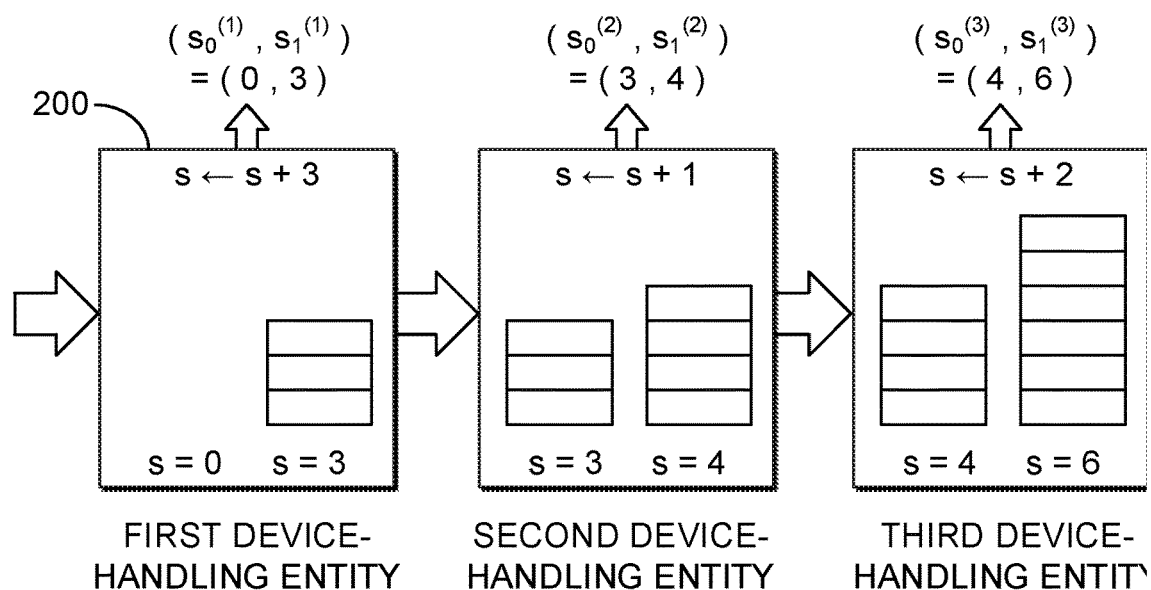 ( s₀⁽¹⁾ , s₁⁽¹⁾ )
= ( 0 , 3 )
( s₀⁽²⁾ , s₁⁽²⁾ )
= ( 3 , 4 )
( s₀⁽³⁾ , s₁⁽³⁾ )
= ( 4 , 6 )
200
s ← s + 3
s ← s + 1
s ← s + 2
s = 0
s = 3
s = 3
s = 4
s = 4
s = 6
FIRST DEVICE-
HANDLING ENTITY
SECOND DEVICE-
HANDLING ENTITY
THIRD DEVICE-
HANDLING ENTITY